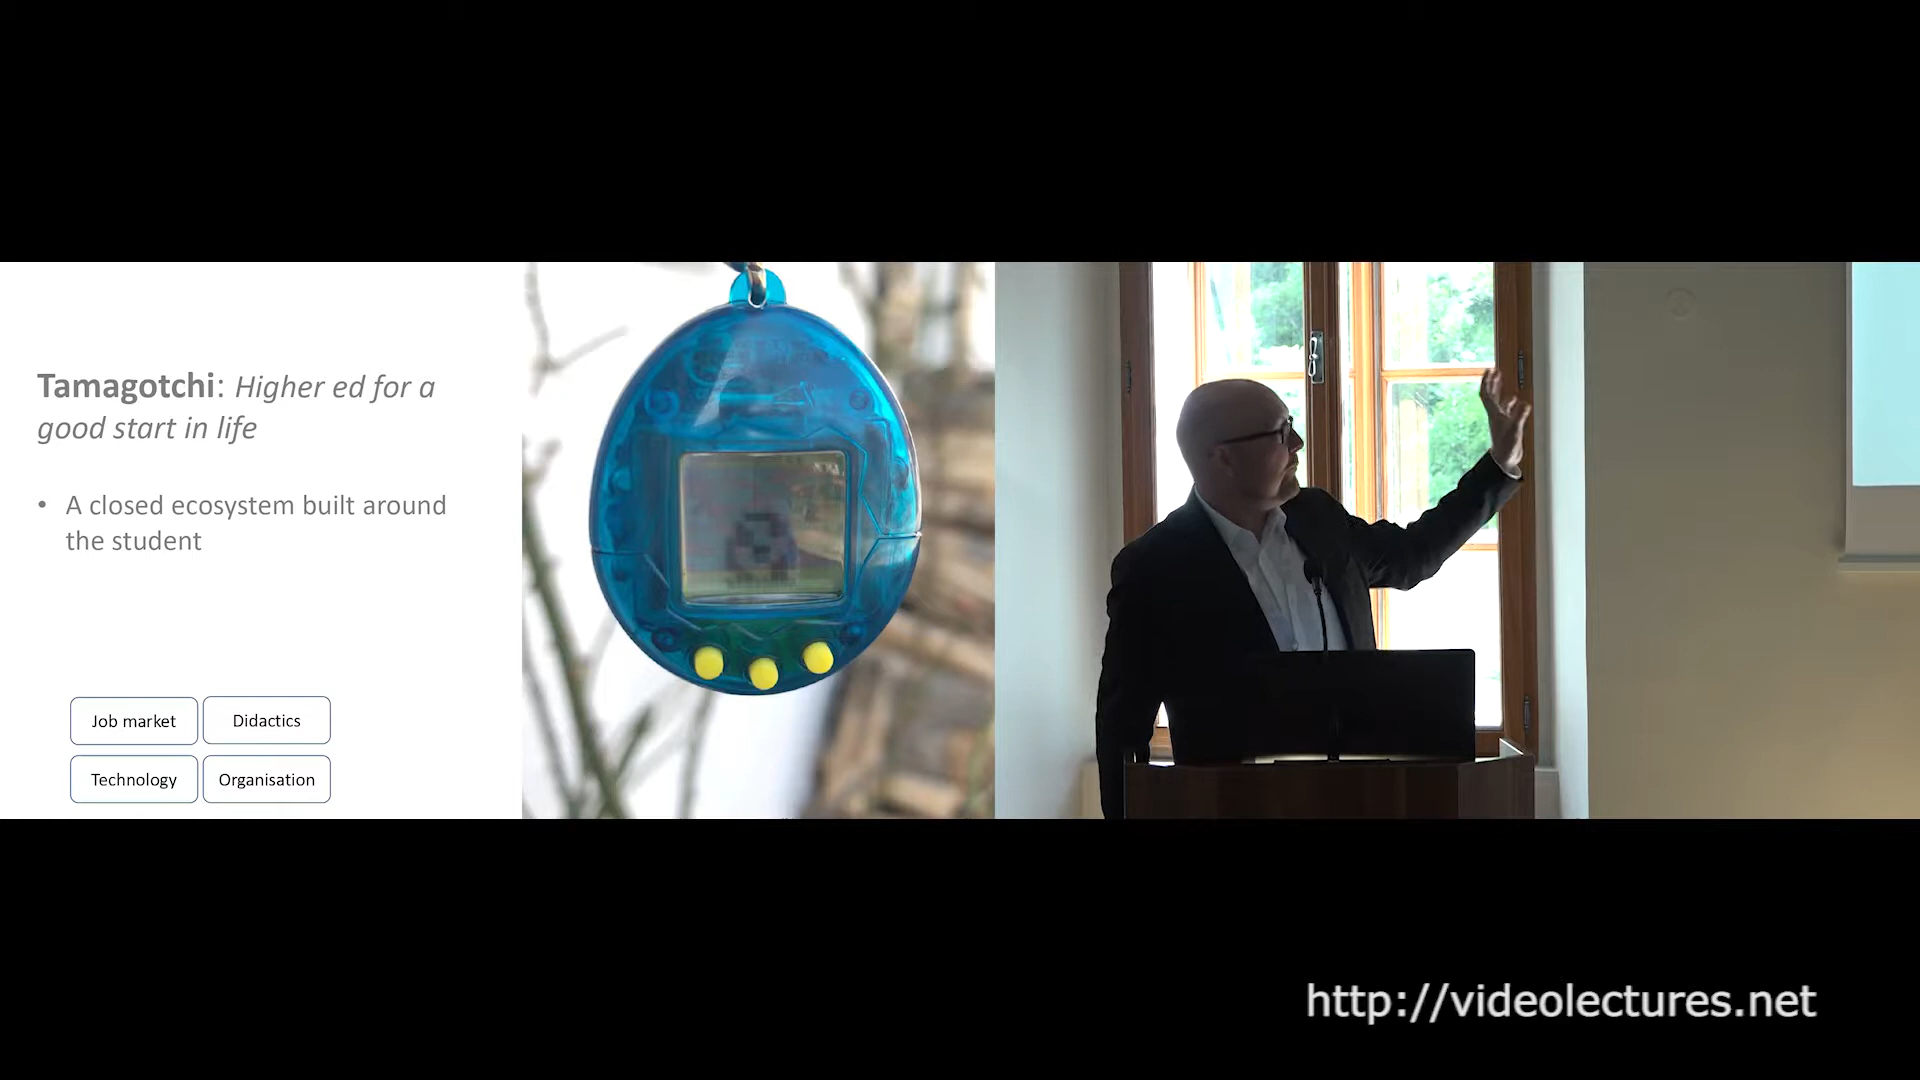 Tamagotchi: Higher ed for a
good start in life
• A closed ecosystem built around
the student
Job market
Didactics
Technology
Organisation
http://videolectures.net